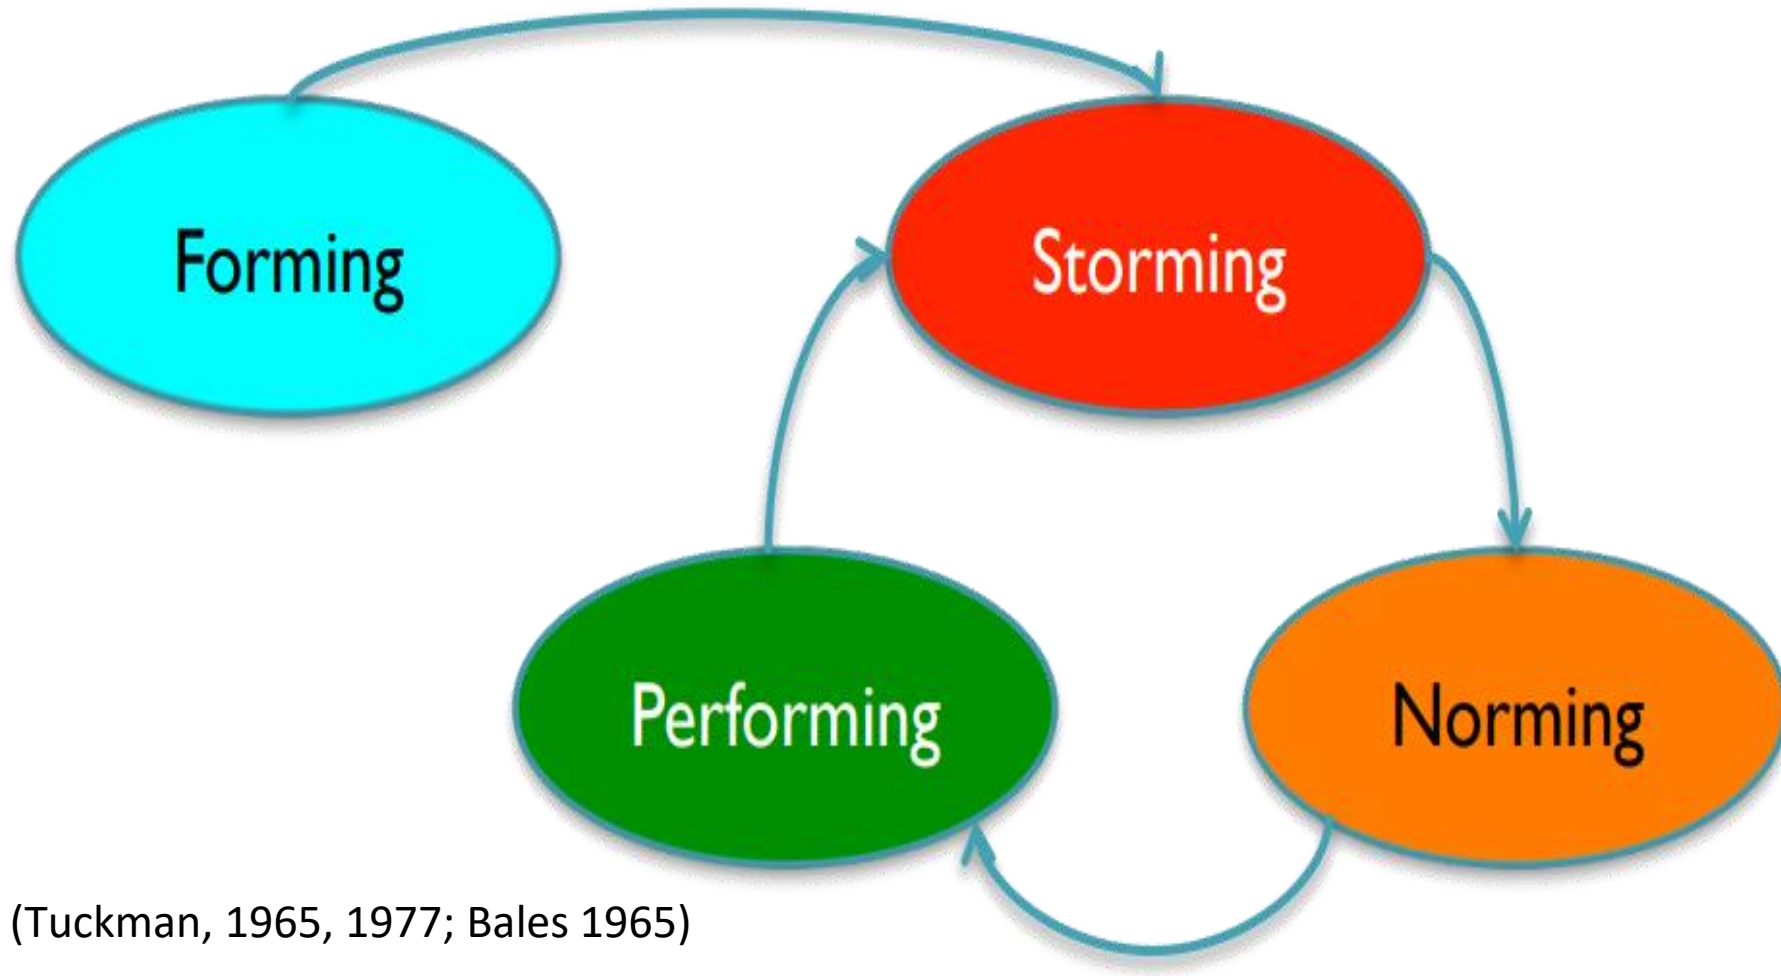 Forming
Storming
Performing
Norming
(Tuckman, 1965, 1977; Bales 1965)